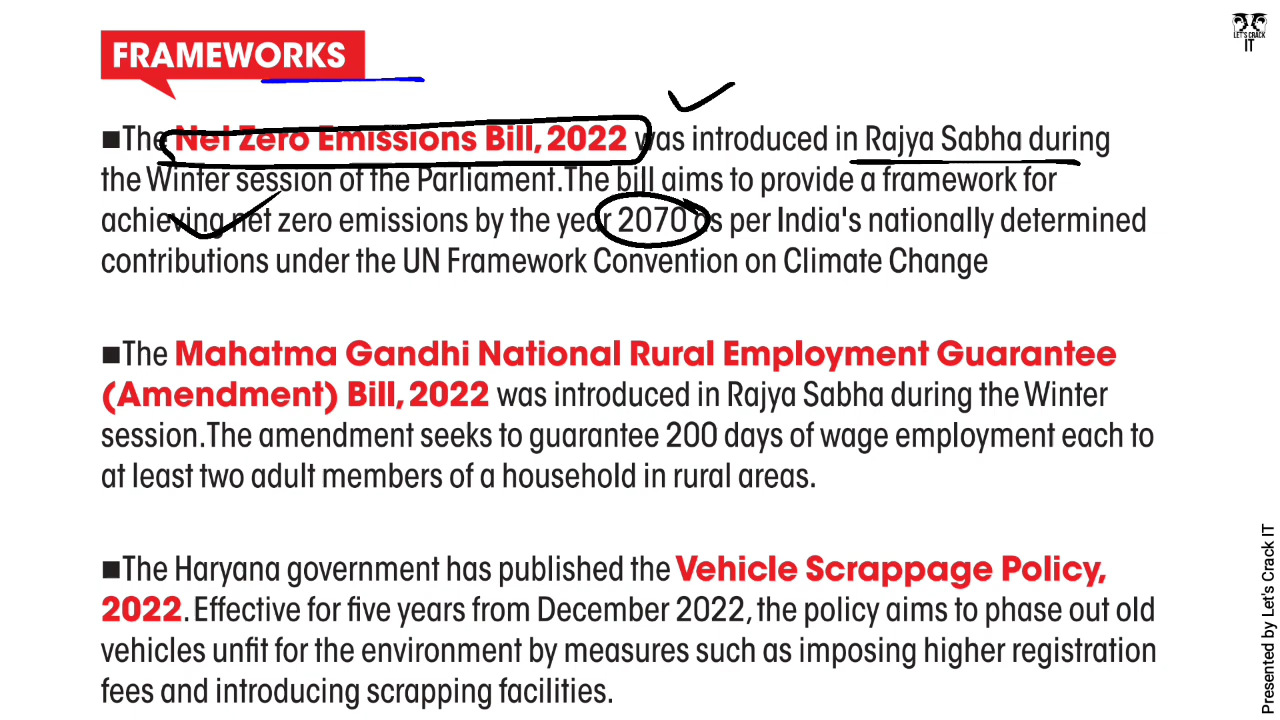 LET'S CRACK
IT
FRAMEWORKS
■The Net Zero Emissions Bill, 2022 was introduced in Rajya Sabha during
the Winter session of the Parliament.The bill aims to provide a framework for
achieving net zero emissions by the year 2070 as per India's nationally determined
contributions under the UN Framework Convention on Climate Change
■The Mahatma Gandhi National Rural Employment Guarantee
(Amendment) Bill, 2022 was introduced in Rajya Sabha during the Winter
session.The amendment seeks to guarantee 200 days of wage employment each to
at least two adult members of a household in rural areas.
■The Haryana government has published the Vehicle Scrappage Policy,
2022. Effective for five years from December 2022, the policy aims to phase out old
vehicles unfit for the environment by measures such as imposing higher registration
fees and introducing scrapping facilities.
Presented by Let's Crack IT